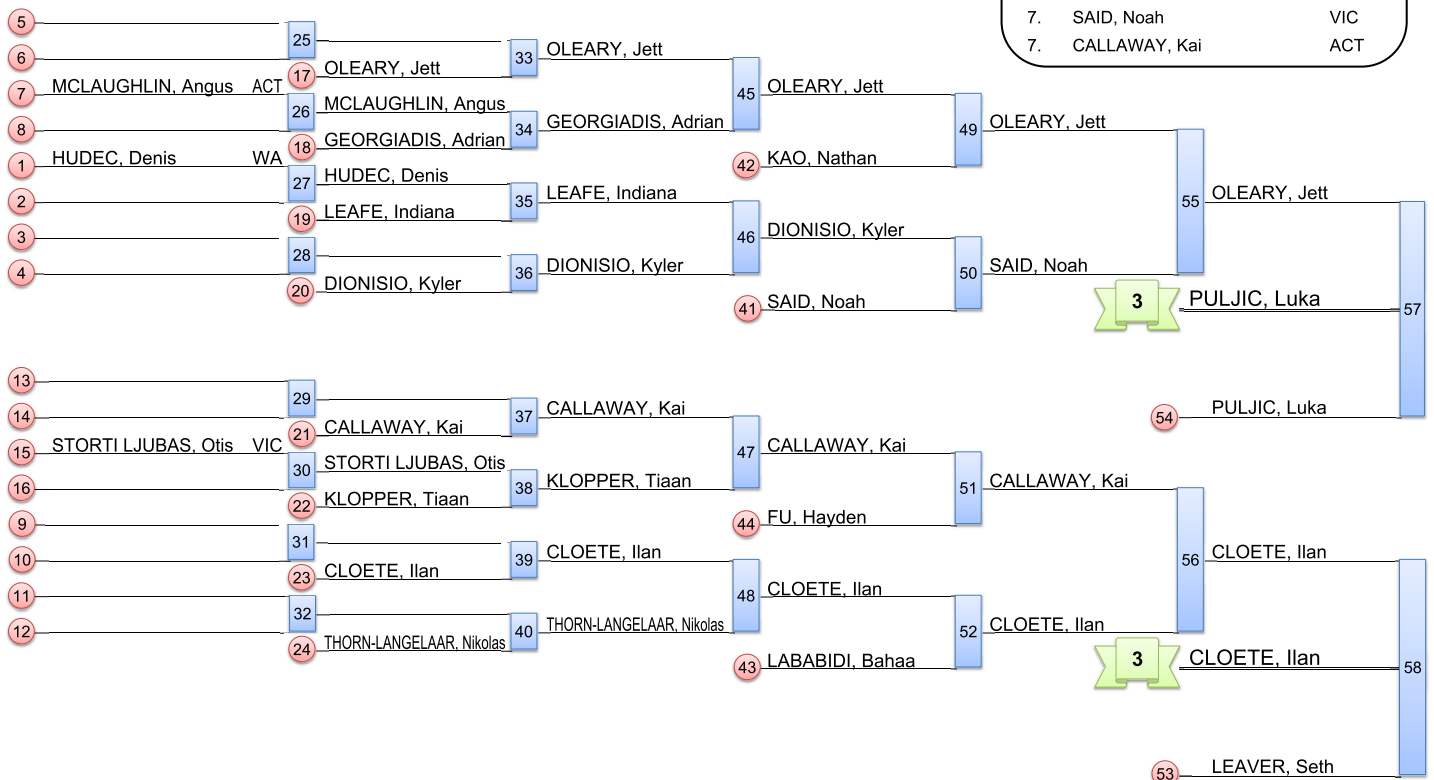 7. SAID, Noah VIC
7. CALLAWAY, Kai ACT
5
6
25
17 OLEARY, Jett
33
OLEARY, Jett
7 MCLAUGHLIN, Angus ACT
8
26
MCLAUGHLIN, Angus
18 GEORGIADIS, Adrian
34
GEORGIADIS, Adrian
45
OLEARY, Jett
42 KAO, Nathan
49
OLEARY, Jett
1 HUDEC, Denis WA
2
27
HUDEC, Denis
19 LEAFE, Indiana
35
LEAFE, Indiana
3
4
28
20 DIONISIO, Kyler
36
DIONISIO, Kyler
46
DIONISIO, Kyler
41 SAID, Noah
50
SAID, Noah
55
OLEARY, Jett
3 PULJIC, Luka
57
54 PULJIC, Luka
13
14
29
21 CALLAWAY, Kai
37
CALLAWAY, Kai
15 STORTI LJUBAS, Otis VIC
16
30
STORTI LJUBAS, Otis
22 KLOPPER, Tiaan
38
KLOPPER, Tiaan
47
CALLAWAY, Kai
44 FU, Hayden
51
CALLAWAY, Kai
9
10
31
23 CLOETE, Ilan
39
CLOETE, Ilan
11
12
32
24 THORN-LANGELAAR, Nikolas
40
THORN-LANGELAAR, Nikolas
48
CLOETE, Ilan
43 LABABIDI, Bahaa
52
CLOETE, Ilan
56
CLOETE, Ilan
3 CLOETE, Ilan
58
53 LEAVER, Seth